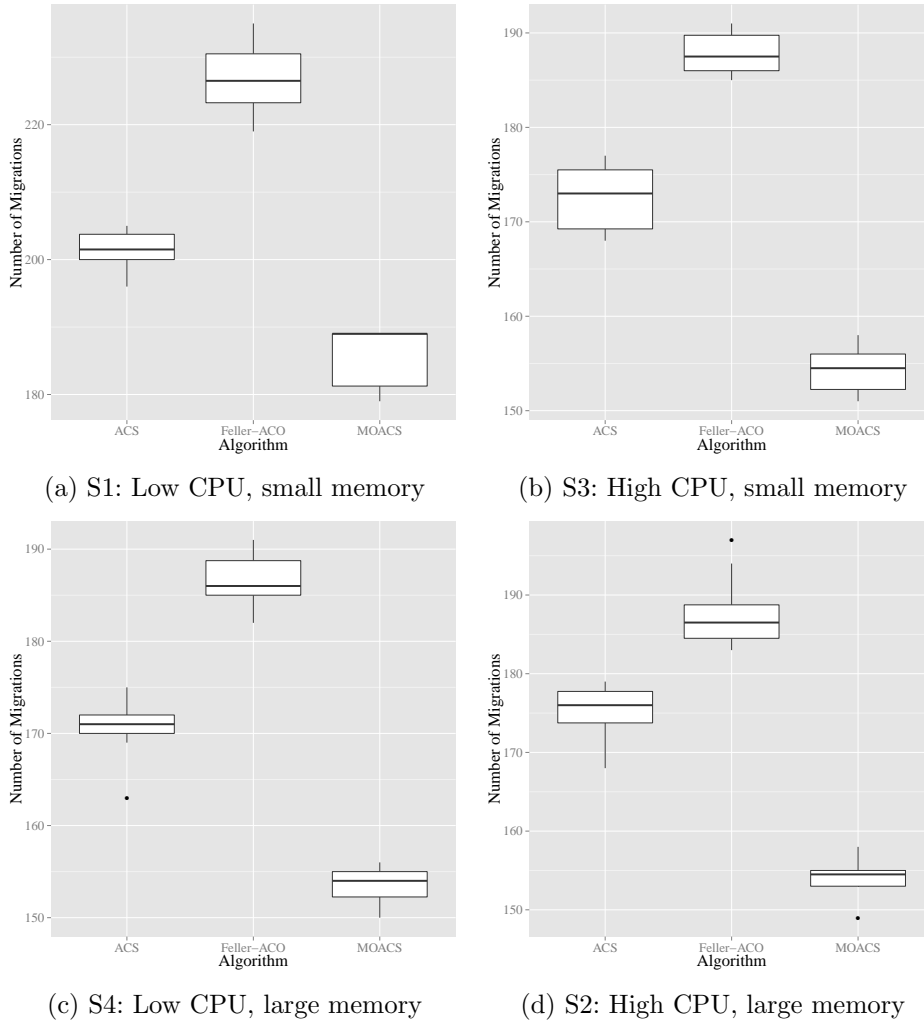 Number of Migrations
220
200
180
ACS Feller−ACO MOACS
Algorithm
(a) S1: Low CPU, small memory
Number of Migrations
190
180
170
160
150
ACS Feller−ACO MOACS
Algorithm
(b) S3: High CPU, small memory
Number of Migrations
190
180
170
160
150
ACS Feller−ACO MOACS
Algorithm
(c) S4: Low CPU, large memory
Number of Migrations
190
180
170
160
150
ACS Feller−ACO MOACS
Algorithm
(d) S2: High CPU, large memory